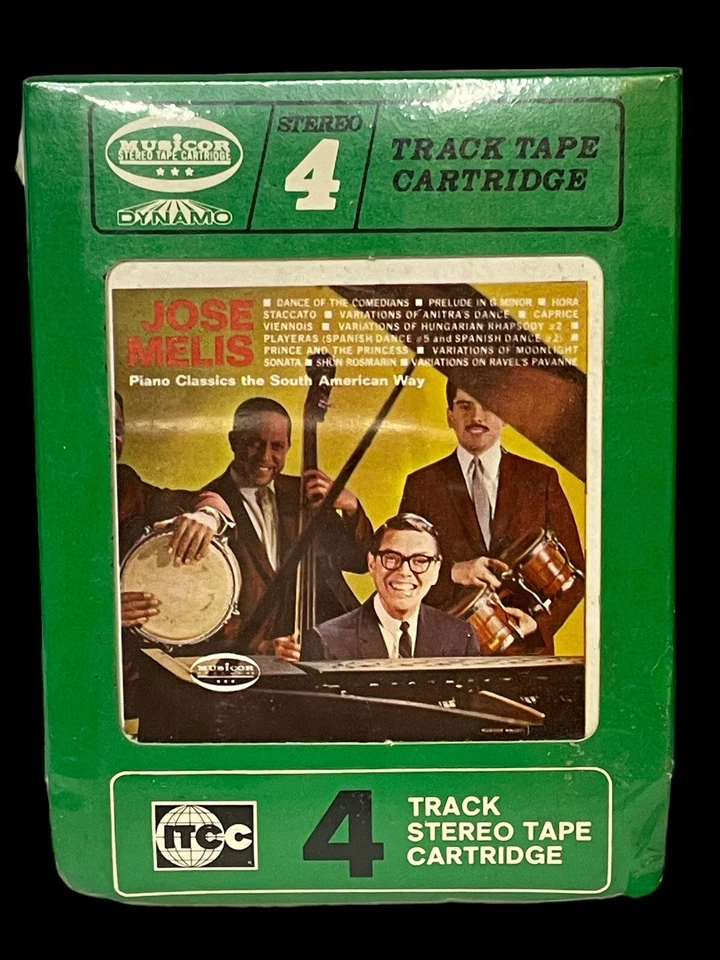 MUSICOR
STEREO TAPE CARTRIDGE
DYNAMO
STEREO
4
TRACK TAPE
CARTRIDGE
JOSE
MELIS
■ DANCE OF THE COMEDIANS ■ PRELUDE IN G MINOR ■ HORA
STACCATO ■ VARIATIONS OF ANITRA'S DANCE ■ CAPRICE
VIENNOIS ■ VARIATIONS OF HUNGARIAN RHAPSODY #2 ■
PLAYERAS (SPANISH DANCE #5 and SPANISH DANCE #2) ■
PRINCE AND THE PRINCESS ■ VARIATIONS OF MOONLIGHT
SONATA ■ SHÖN ROSMARIN ■ VARIATIONS ON RAVEL'S PAVANNE
Piano Classics the South American Way
MUSICOR
ITCC
4
TRACK
STEREO TAPE
CARTRIDGE